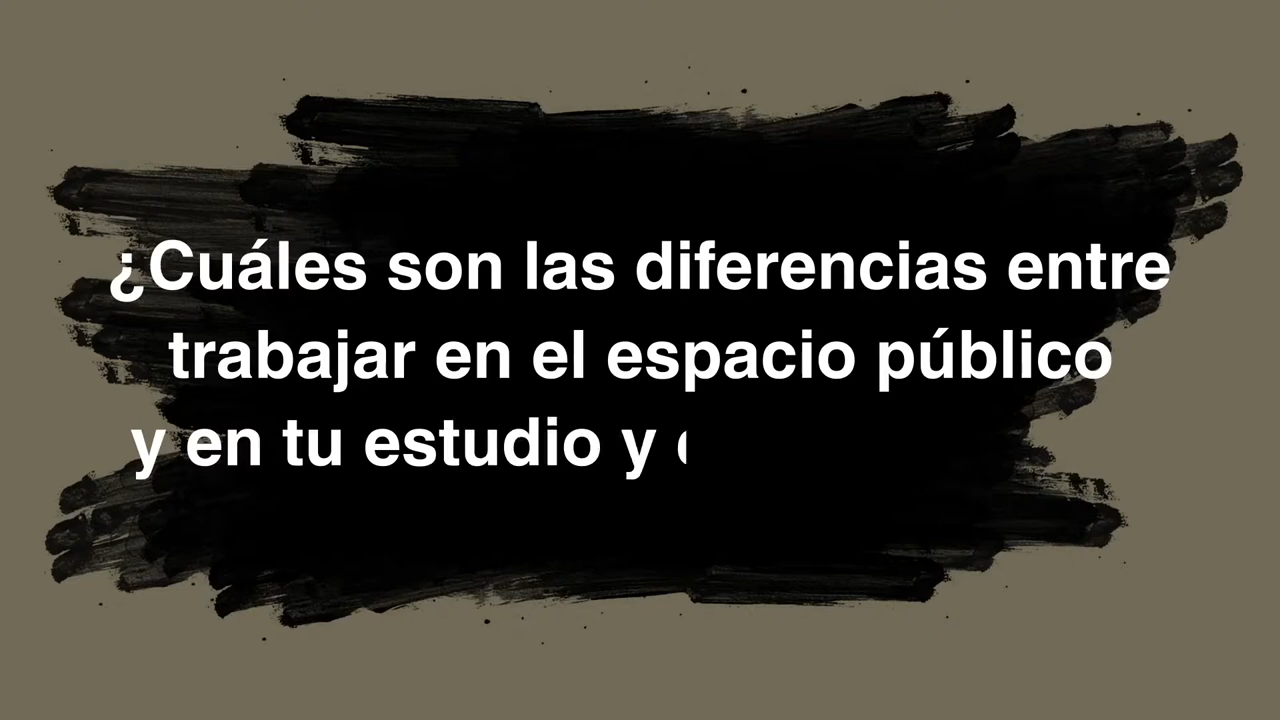 ¿Cuáles son las diferencias entre
trabajar en el espacio público
y en tu estudio y